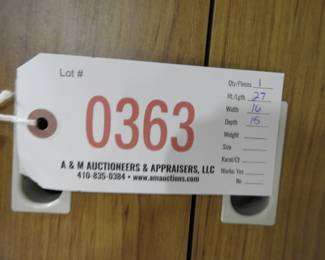 Lot #
0363
A & M AUCTIONEERS & APPRAISERS, LLC
410-835-0384 • www.amauctions.com
Qty/Pieces 1
Ht./Lgth 27
Width 16
Depth 15
Weight
Size
Karat/Ct
Marks: Yes
No